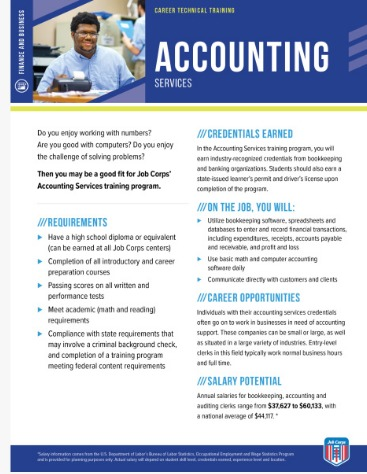 FINANCE AND BUSINESS
CAREER TECHNICAL TRAINING
ACCOUNTING
SERVICES
Do you enjoy working with numbers?
Are you good with computers? Do you enjoy
the challenge of solving problems?
Then you may be a good fit for Job Corps'
Accounting Services training program.
///REQUIREMENTS
Have a high school diploma or equivalent
(can be earned at all Job Corps centers)
Completion of all introductory and career
preparation courses
Passing scores on all written and
performance tests
Meet academic (math and reading)
requirements
Compliance with state requirements that
may involve a criminal background check,
and completion of a training program
meeting federal content requirements
///CREDENTIALS EARNED
In the Accounting Services training program, you will
earn industry-recognized credentials from bookkeeping
and banking organizations. Students should also earn a
state-issued learner's permit and driver's license upon
completion of the program.
///ON THE JOB, YOU WILL:
Utilize bookkeeping software, spreadsheets and
databases to enter and record financial transactions,
including expenditures, receipts, accounts payable
and receivable, and profit and loss
Use basic math and computer accounting
software daily
Communicate directly with customers and clients
///CAREER OPPORTUNITIES
Individuals with their accounting services credentials
often go on to work in businesses in need of accounting
support. These companies can be small or large, as well
as situated in a large variety of industries. Entry-level
clerks in this field typically work normal business hours
and full time.
///SALARY POTENTIAL
Annual salaries for bookkeeping, accounting and
auditing clerks range from $37,627 to $60,133, with
a national average of $44,117. *
*Salary information comes from the U.S. Department of Labor's Bureau of Labor Statistics, Occupational Employment and Wage Statistics Program
and is provided for planning purposes only. Actual salary will depend on student skill level, credentials earned, experience level and location.
Job Corps